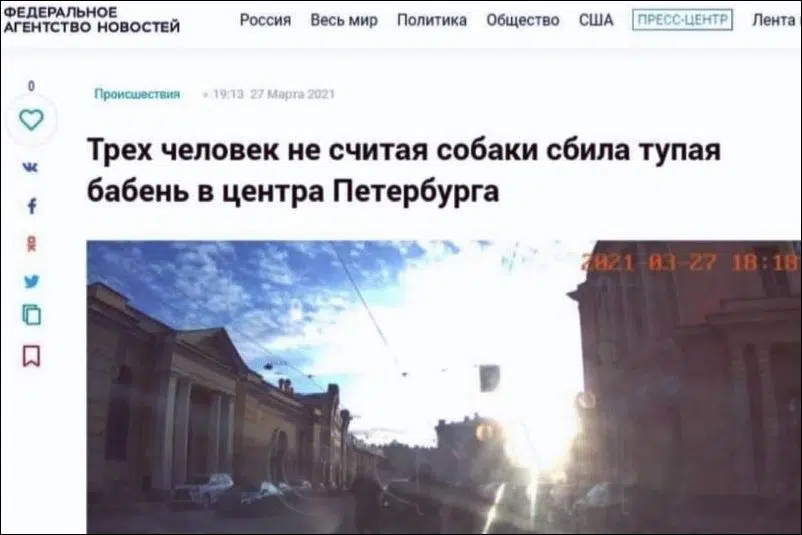 ФЕДЕРАЛЬНОЕ
АГЕНТСТВО НОВОСТЕЙ
Россия Весь мир Политика Общество США ПРЕСС-ЦЕНТР Лента
0
Происшествия • 19:13 27 Марта 2021
Трех человек не считая собаки сбила тупая
бабень в центра Петербурга
2021-03-27 18:18